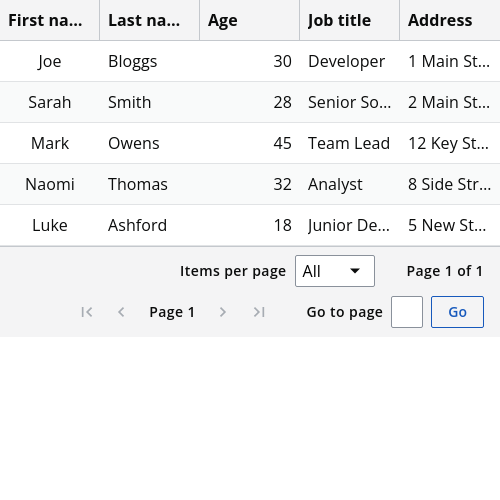 First na... Last na... Age Job title Address
Joe Bloggs 30 Developer 1 Main St...
Sarah Smith 28 Senior So... 2 Main St...
Mark Owens 45 Team Lead 12 Key St...
Naomi Thomas 32 Analyst 8 Side Str...
Luke Ashford 18 Junior De... 5 New St...
Items per page All Page 1 of 1
Page 1 Go to page Go